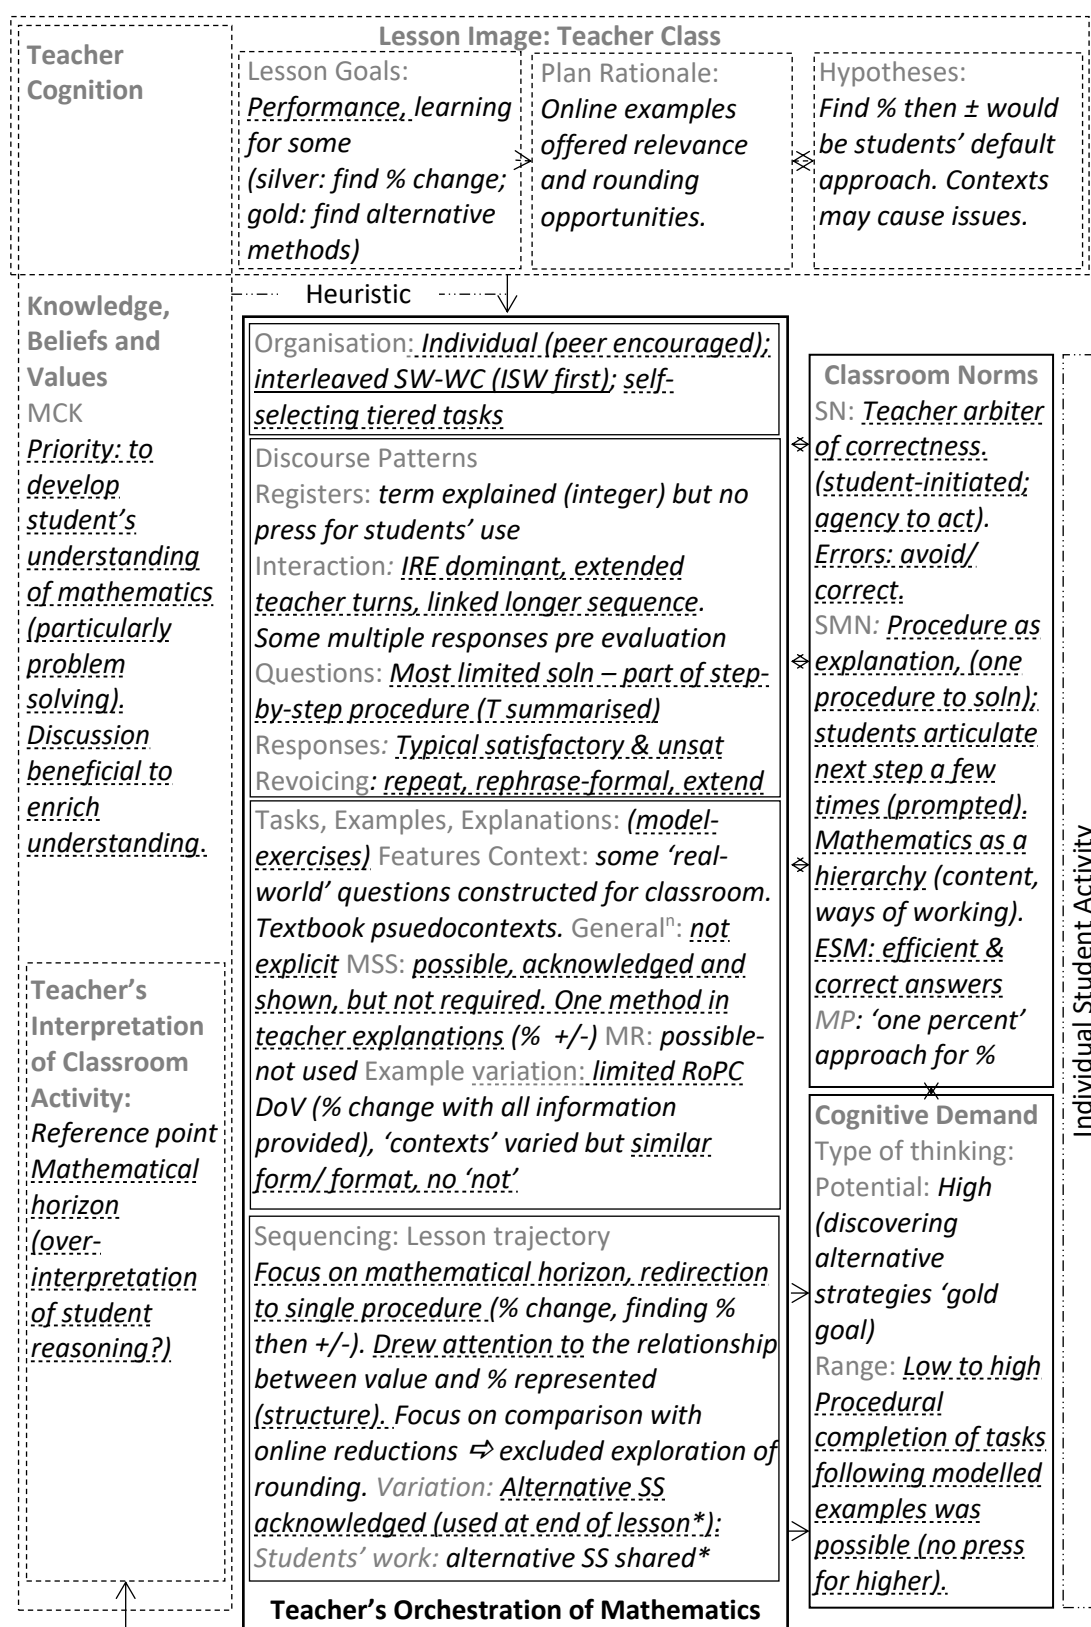 Lesson Image: Teacher Class
Teacher
Cognition
Lesson Goals:
Performance, learning
for some
(silver: find % change;
gold: find alternative
methods)
Plan Rationale:
Online examples
offered relevance
and rounding
opportunities.
Hypotheses:
Find % then ± would
be students’ default
approach. Contexts
may cause issues.
Heuristic
Knowledge,
Beliefs and
Values
MCK
Priority: to
develop
student’s
understanding
of mathematics
(particularly
problem
solving).
Discussion
beneficial to
enrich
understanding.
Teacher’s
Interpretation
of Classroom
Activity:
Reference point
Mathematical
horizon
(over-
interpretation
of student
reasoning?)
Organisation: Individual (peer encouraged);
interleaved SW-WC (ISW first); self-
selecting tiered tasks
Discourse Patterns
Registers: term explained (integer) but no
press for students’ use
Interaction: IRE dominant, extended
teacher turns, linked longer sequence.
Some multiple responses pre evaluation
Questions: Most limited soln – part of step-
by-step procedure (T summarised)
Responses: Typical satisfactory & unsat
Revoicing: repeat, rephrase-formal, extend
Tasks, Examples, Explanations: (model-
exercises) Features Context: some ‘real-
world’ questions constructed for classroom.
Textbook psuedocontexts. Generalⁿ: not
explicit MSS: possible, acknowledged and
shown, but not required. One method in
teacher explanations (% +/-) MR: possible-
not used Example variation: limited RoPC
DoV (% change with all information
provided), ‘contexts’ varied but similar
form/ format, no ‘not’
Sequencing: Lesson trajectory
Focus on mathematical horizon, redirection
to single procedure (% change, finding %
then +/-). Drew attention to the relationship
between value and % represented
(structure). Focus on comparison with
online reductions ⇨ excluded exploration of
rounding. Variation: Alternative SS
acknowledged (used at end of lesson*):
Students’ work: alternative SS shared*
Teacher’s Orchestration of Mathematics
Classroom Norms
SN: Teacher arbiter
of correctness.
(student-initiated;
agency to act).
Errors: avoid/
correct.
SMN: Procedure as
explanation, (one
procedure to soln);
students articulate
next step a few
times (prompted).
Mathematics as a
hierarchy (content,
ways of working).
ESM: efficient &
correct answers
MP: ‘one percent’
approach for %
Cognitive Demand
Type of thinking:
Potential: High
(discovering
alternative
strategies ‘gold
goal)
Range: Low to high
Procedural
completion of tasks
following modelled
examples was
possible (no press
for higher).
Individual Student Activity